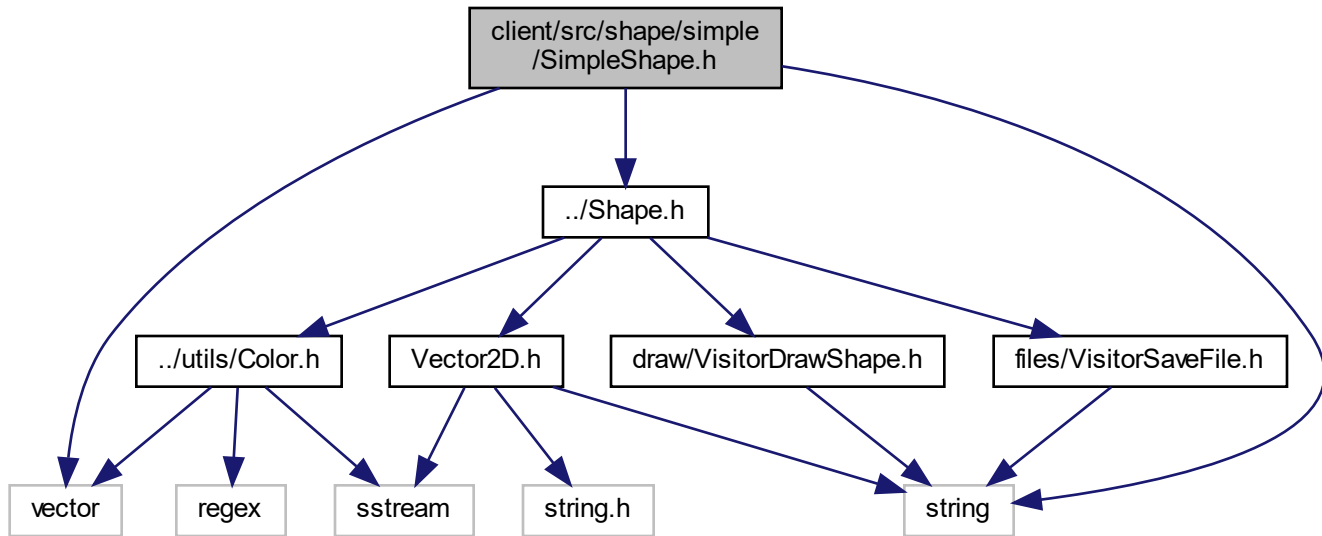 client/src/shape/simple
/SimpleShape.h
../Shape.h
../utils/Color.h
Vector2D.h
draw/VisitorDrawShape.h
files/VisitorSaveFile.h
vector
regex
sstream
string.h
string